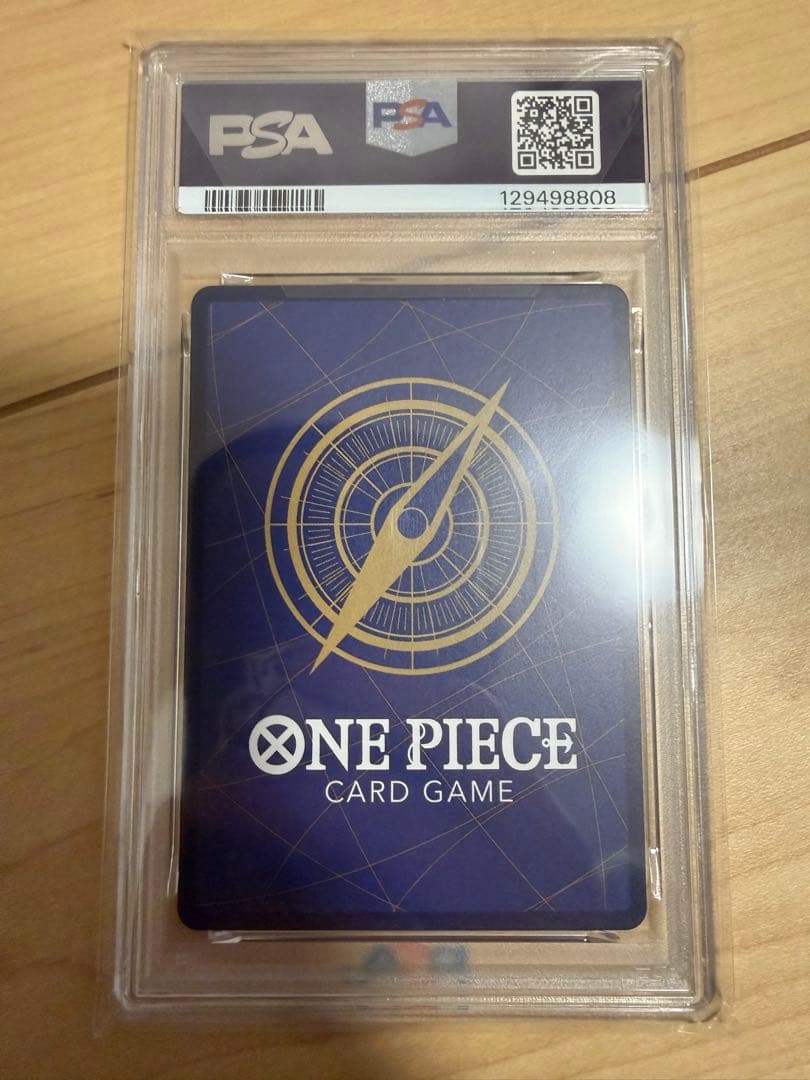 PSA
PSA
129498808
ONE PIECE
CARD GAME